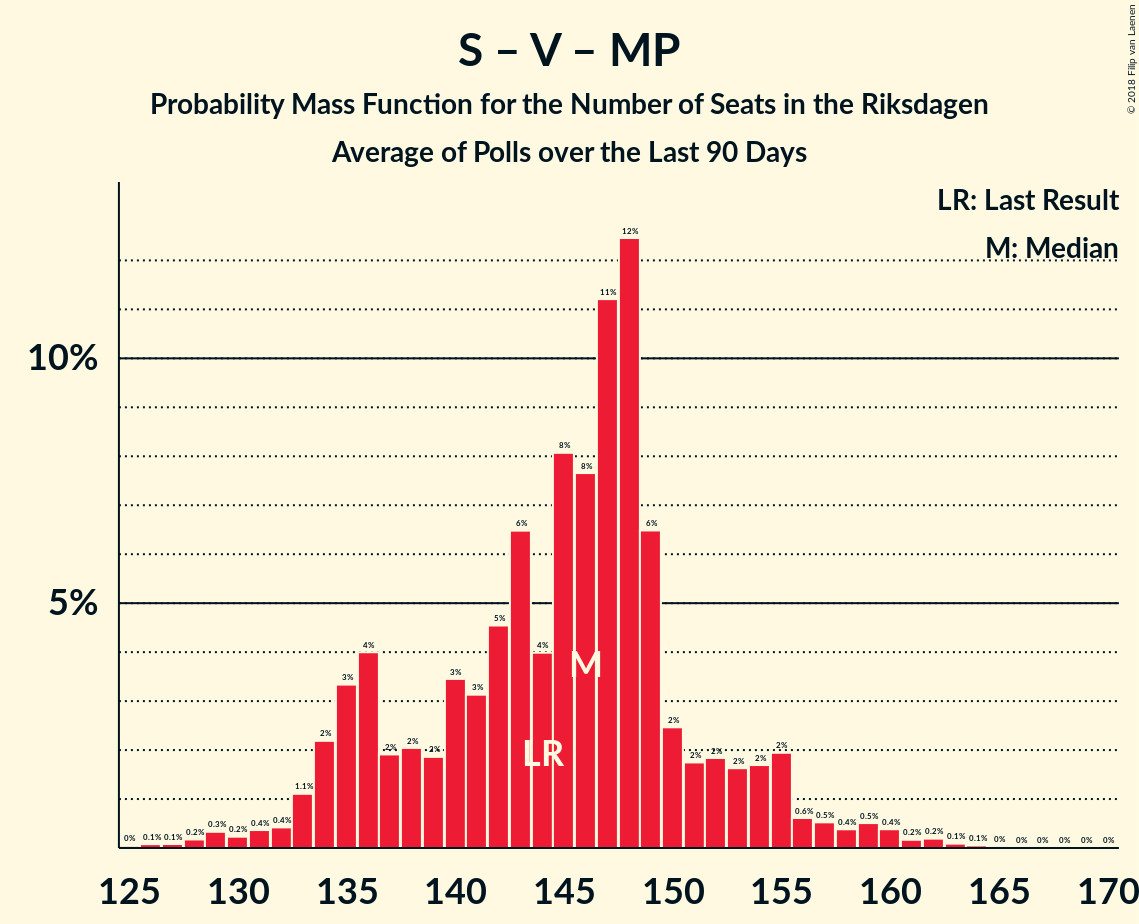 S – V – MP
Probability Mass Function for the Number of Seats in the Riksdagen
Average of Polls over the Last 90 Days
© 2018 Filip van Laenen
LR: Last Result
M: Median
10%
5%
0% 0.1% 0.1% 0.2% 0.3% 0.2% 0.4% 0.4% 1.1% 2% 3% 4% 2% 2% 2% 3% 3% 5% 6% 4% 8% 8% 11% 12% 6% 2% 2% 2% 2% 2% 2% 0.6% 0.5% 0.4% 0.5% 0.4% 0.2% 0.2% 0.1% 0.1% 0% 0% 0% 0% 0% 0%
M
LR
125 130 135 140 145 150 155 160 165 170